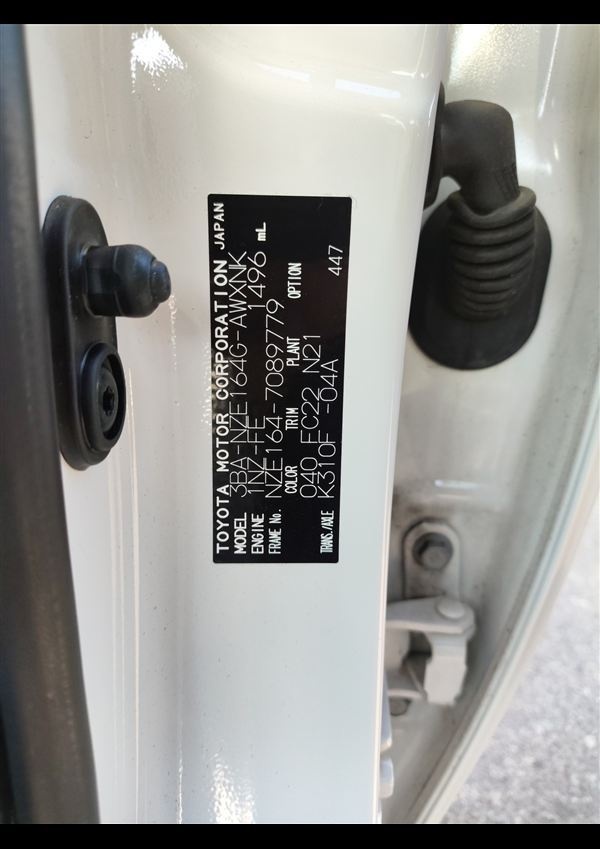 TOYOTA MOTOR CORPORATION JAPAN
MODEL 3BA-NZE164G-AWXNK
ENGINE 1NZ-FE 1496 mL
FRAME No. NZE164-7089779
COLOR TRIM PLANT OPTION
040 FC22 N21 447
TRANS./AXLE K310F -04A